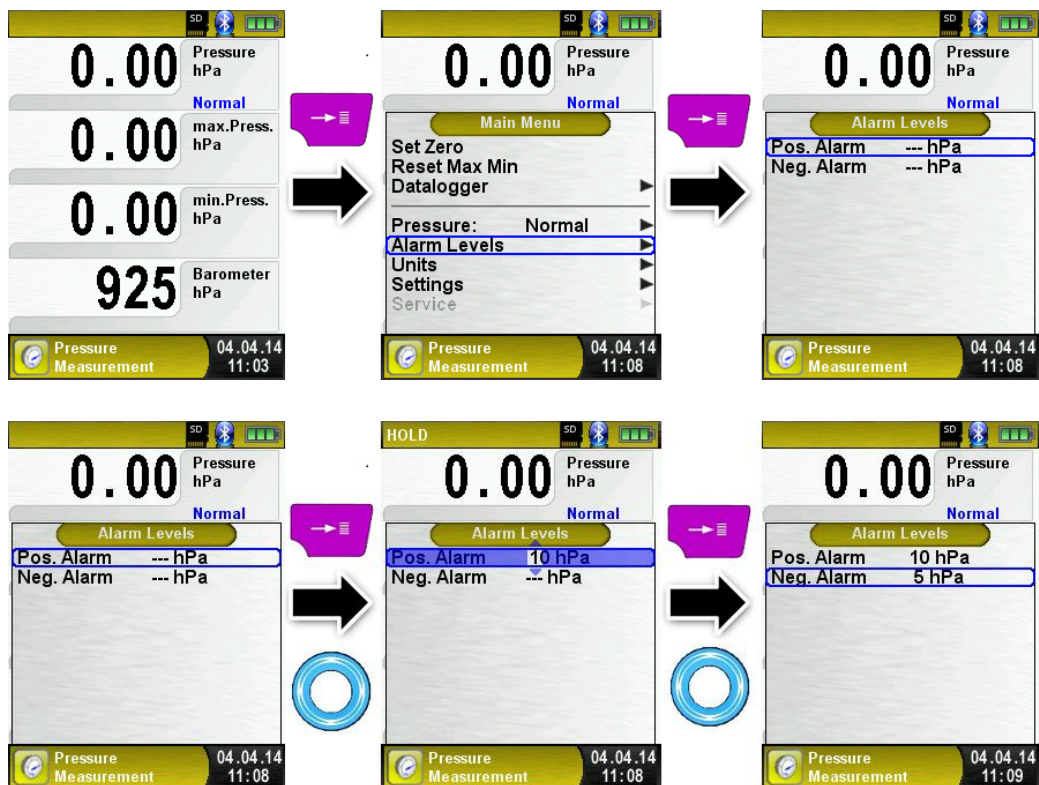 SD
0.00 Pressure
hPa
Normal
0.00 max.Press.
hPa
0.00 min.Press.
hPa
925 Barometer
hPa
Pressure 04.04.14
Measurement 11:03
SD
0.00 Pressure
hPa
Normal
Main Menu
Set Zero
Reset Max Min
Datalogger
Pressure: Normal
Alarm Levels
Units
Settings
Service
Pressure 04.04.14
Measurement 11:08
SD
0.00 Pressure
hPa
Normal
Alarm Levels
Pos. Alarm --- hPa
Neg. Alarm --- hPa
Pressure 04.04.14
Measurement 11:08
SD
0.00 Pressure
hPa
Normal
Alarm Levels
Pos. Alarm --- hPa
Neg. Alarm --- hPa
Pressure 04.04.14
Measurement 11:08
HOLD SD
0.00 Pressure
hPa
Normal
Alarm Levels
Pos. Alarm 10 hPa
Neg. Alarm --- hPa
Pressure 04.04.14
Measurement 11:08
SD
0.00 Pressure
hPa
Normal
Alarm Levels
Pos. Alarm 10 hPa
Neg. Alarm 5 hPa
Pressure 04.04.14
Measurement 11:09